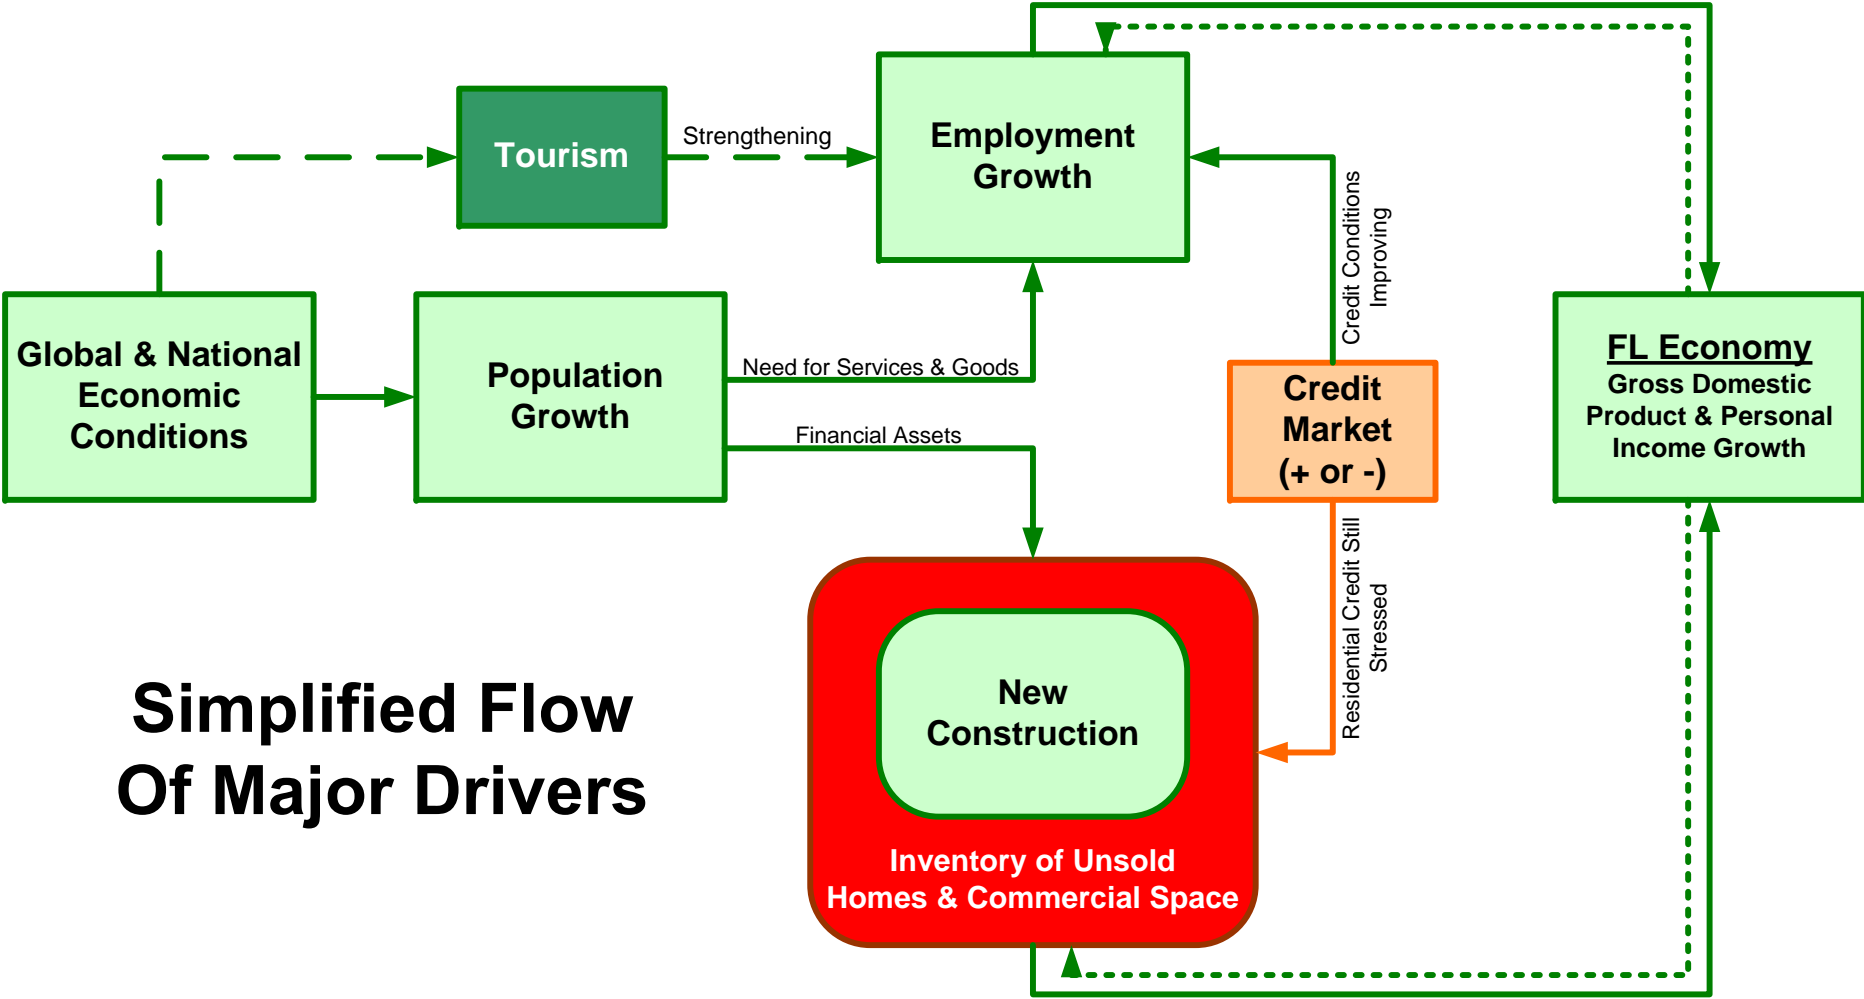 Tourism
Strengthening
Employment
Growth
Credit Conditions
Improving
Global & National
Economic
Conditions
Population
Growth
Need for Services & Goods
Financial Assets
Credit
Market
(+ or -)
FL Economy
Gross Domestic
Product & Personal
Income Growth
Residential Credit Still
Stressed
New
Construction
Inventory of Unsold
Homes & Commercial Space
Simplified Flow
Of Major Drivers